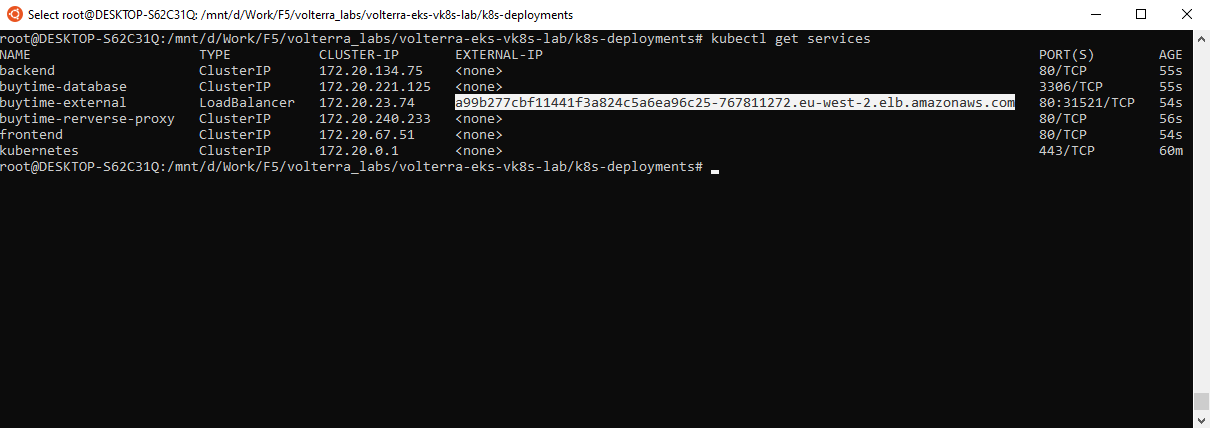 Select root@DESKTOP-S62C31Q: /mnt/d/Work/F5/volterra_labs/volterra-eks-vk8s-lab/k8s-deployments
root@DESKTOP-S62C31Q:/mnt/d/Work/F5/volterra_labs/volterra-eks-vk8s-lab/k8s-deployments# kubectl get services
NAME TYPE CLUSTER-IP EXTERNAL-IP PORT(S) AGE
backend ClusterIP 172.20.134.75 <none> 80/TCP 55s
buytime-database ClusterIP 172.20.221.125 <none> 3306/TCP 55s
buytime-external LoadBalancer 172.20.23.74 a99b277cbf11441f3a824c5a6ea96c25-767811272.eu-west-2.elb.amazonaws.com 80:31521/TCP 54s
buytime-rerverse-proxy ClusterIP 172.20.240.233 <none> 80/TCP 56s
frontend ClusterIP 172.20.67.51 <none> 80/TCP 54s
kubernetes ClusterIP 172.20.0.1 <none> 443/TCP 60m
root@DESKTOP-S62C31Q:/mnt/d/Work/F5/volterra_labs/volterra-eks-vk8s-lab/k8s-deployments#